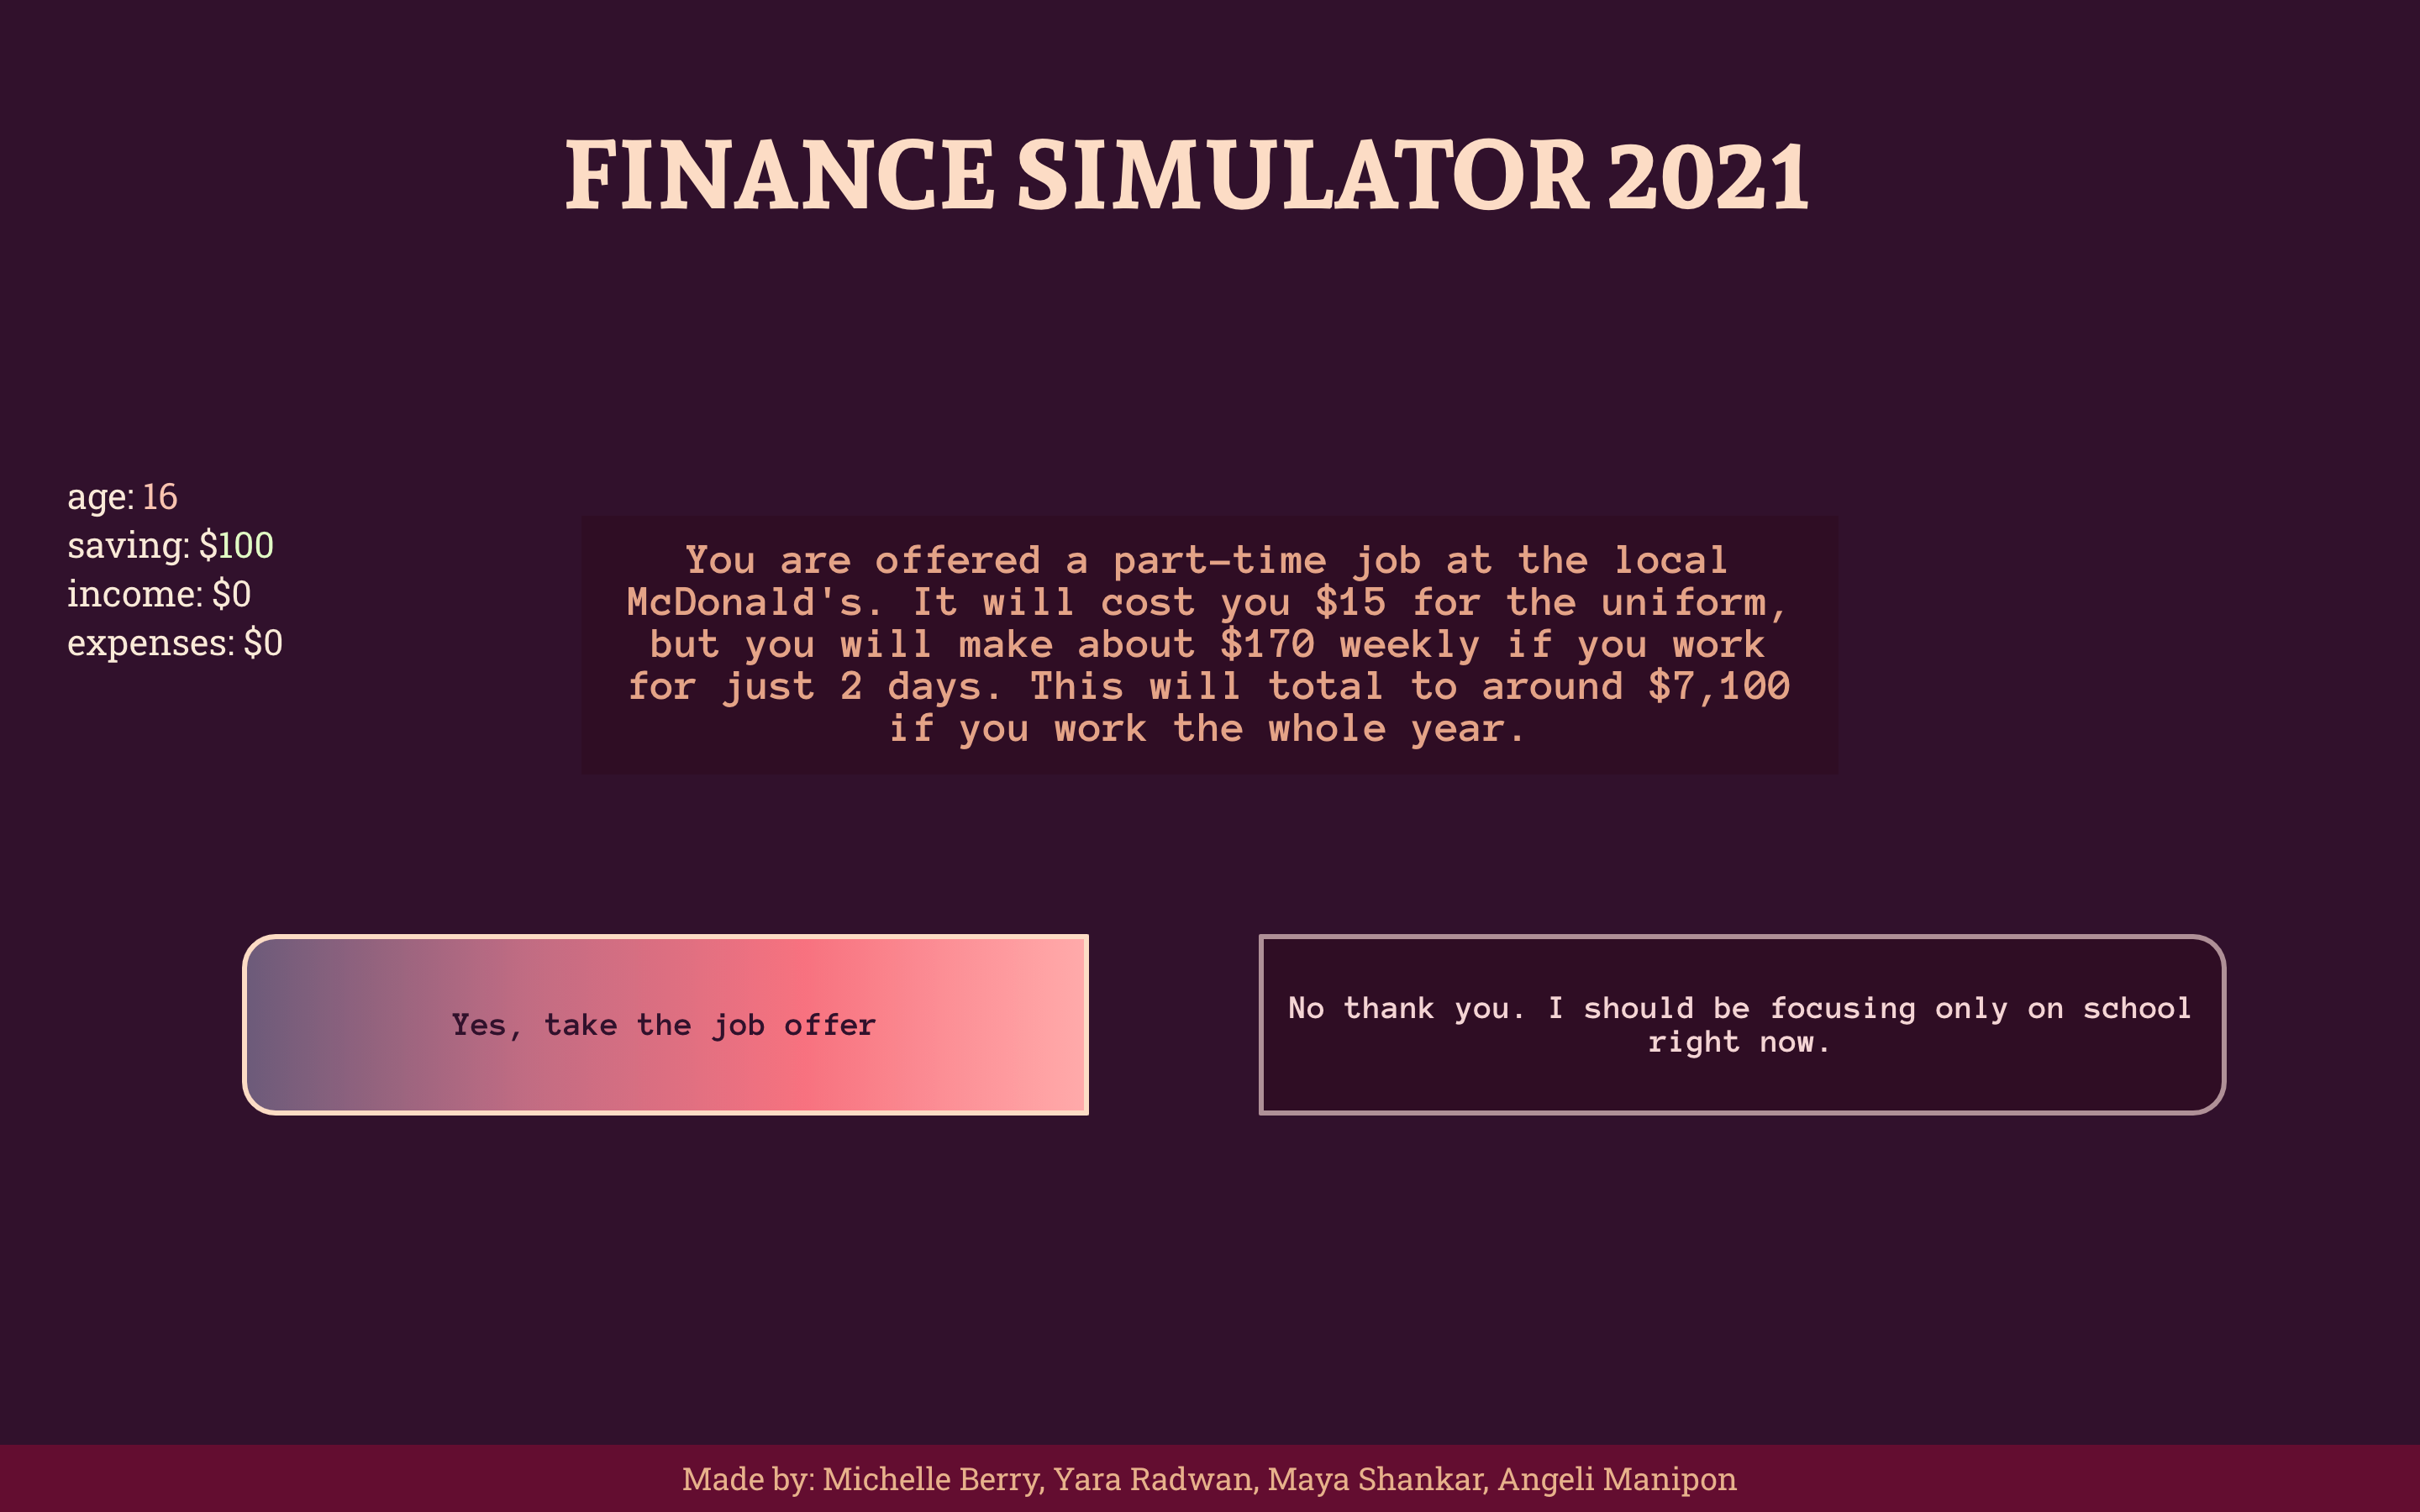 FINANCE SIMULATOR 2021
age: 16
saving: $100
income: $0
expenses: $0
You are offered a part-time job at the local
McDonald's. It will cost you $15 for the uniform,
but you will make about $170 weekly if you work
for just 2 days. This will total to around $7,100
if you work the whole year.
Yes, take the job offer
No thank you. I should be focusing only on school
right now.
Made by: Michelle Berry, Yara Radwan, Maya Shankar, Angeli Manipon